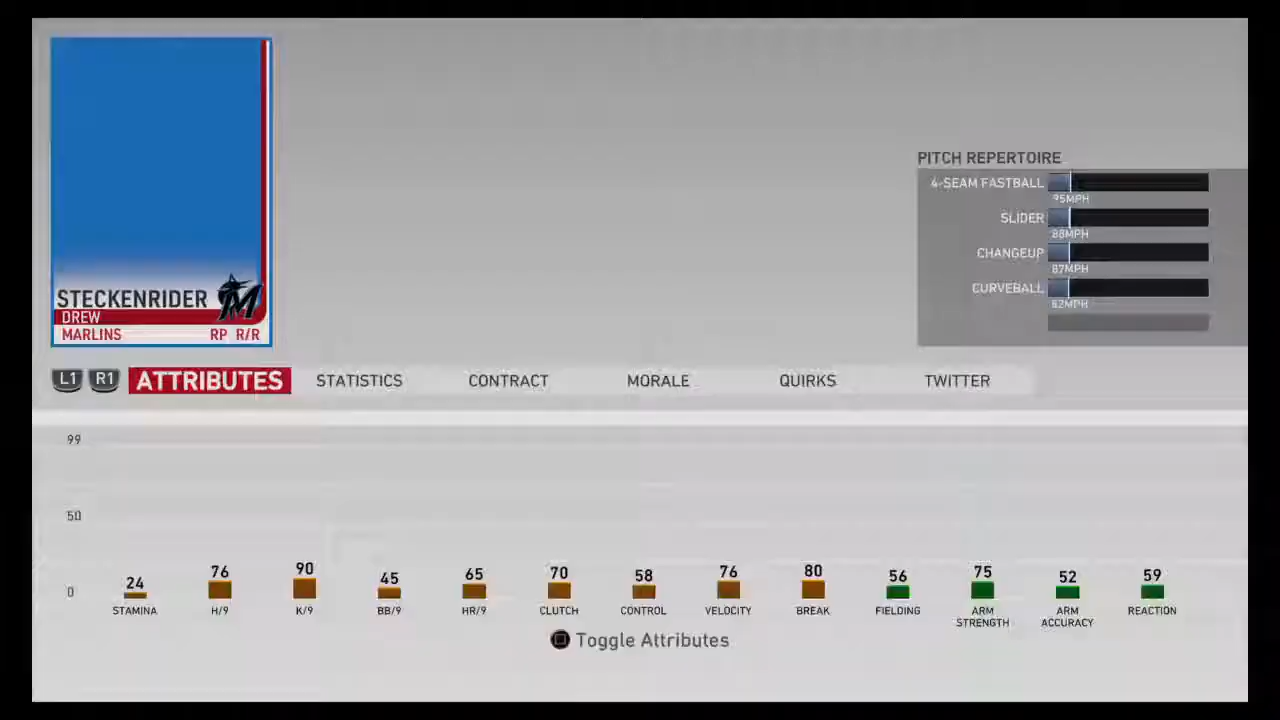 STECKENRIDER
DREW
MARLINS RP R/R
PITCH REPERTOIRE
4-SEAM FASTBALL
95MPH
SLIDER
88MPH
CHANGEUP
87MPH
CURVEBALL
82MPH
L1 R1 ATTRIBUTES STATISTICS CONTRACT MORALE QUIRKS TWITTER
99
50
0
24 76 90 45 65 70 58 76 80 56 75 52 59
STAMINA H/9 K/9 BB/9 HR/9 CLUTCH CONTROL VELOCITY BREAK FIELDING ARM STRENGTH ARM ACCURACY REACTION
Toggle Attributes